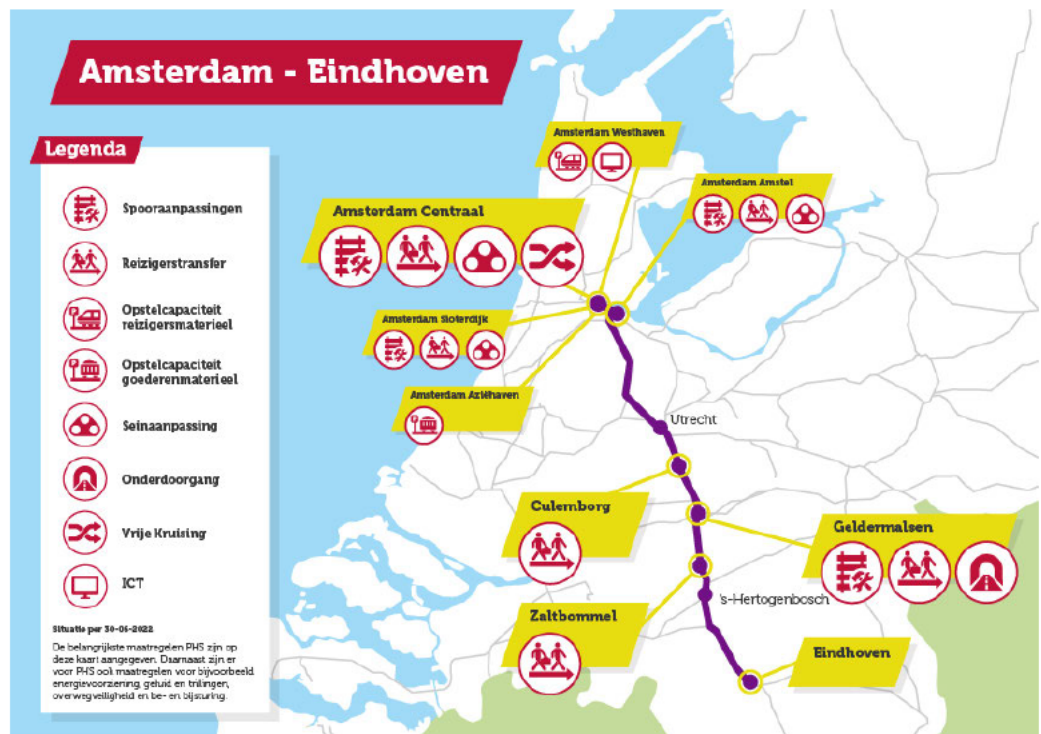 Amsterdam - Eindhoven
Legenda
Spooraanpassingen
Reizigerstransfer
Opstelcapaciteit
reizigersmaterieel
Opstelcapaciteit
goederenmaterieel
Seinaanpassing
Onderdoorgang
Vrije Kruising
ICT
Situatie per 30-06-2022
De belangrijkste maatregelen PHS zijn op
deze kaart aangegeven. Daarnaast zijn er
voor PHS ook maatregelen voor bijvoorbeeld
energievoorziening, geluid en trillingen,
overwegveiligheid en be- en bijsturing.
Amsterdam Westhaven
Amsterdam Amstel
Amsterdam Centraal
Amsterdam Sloterdijk
Amsterdam Aziëhaven
Utrecht
Culemborg
Geldermalsen
Zaltbommel
's-Hertogenbosch
Eindhoven